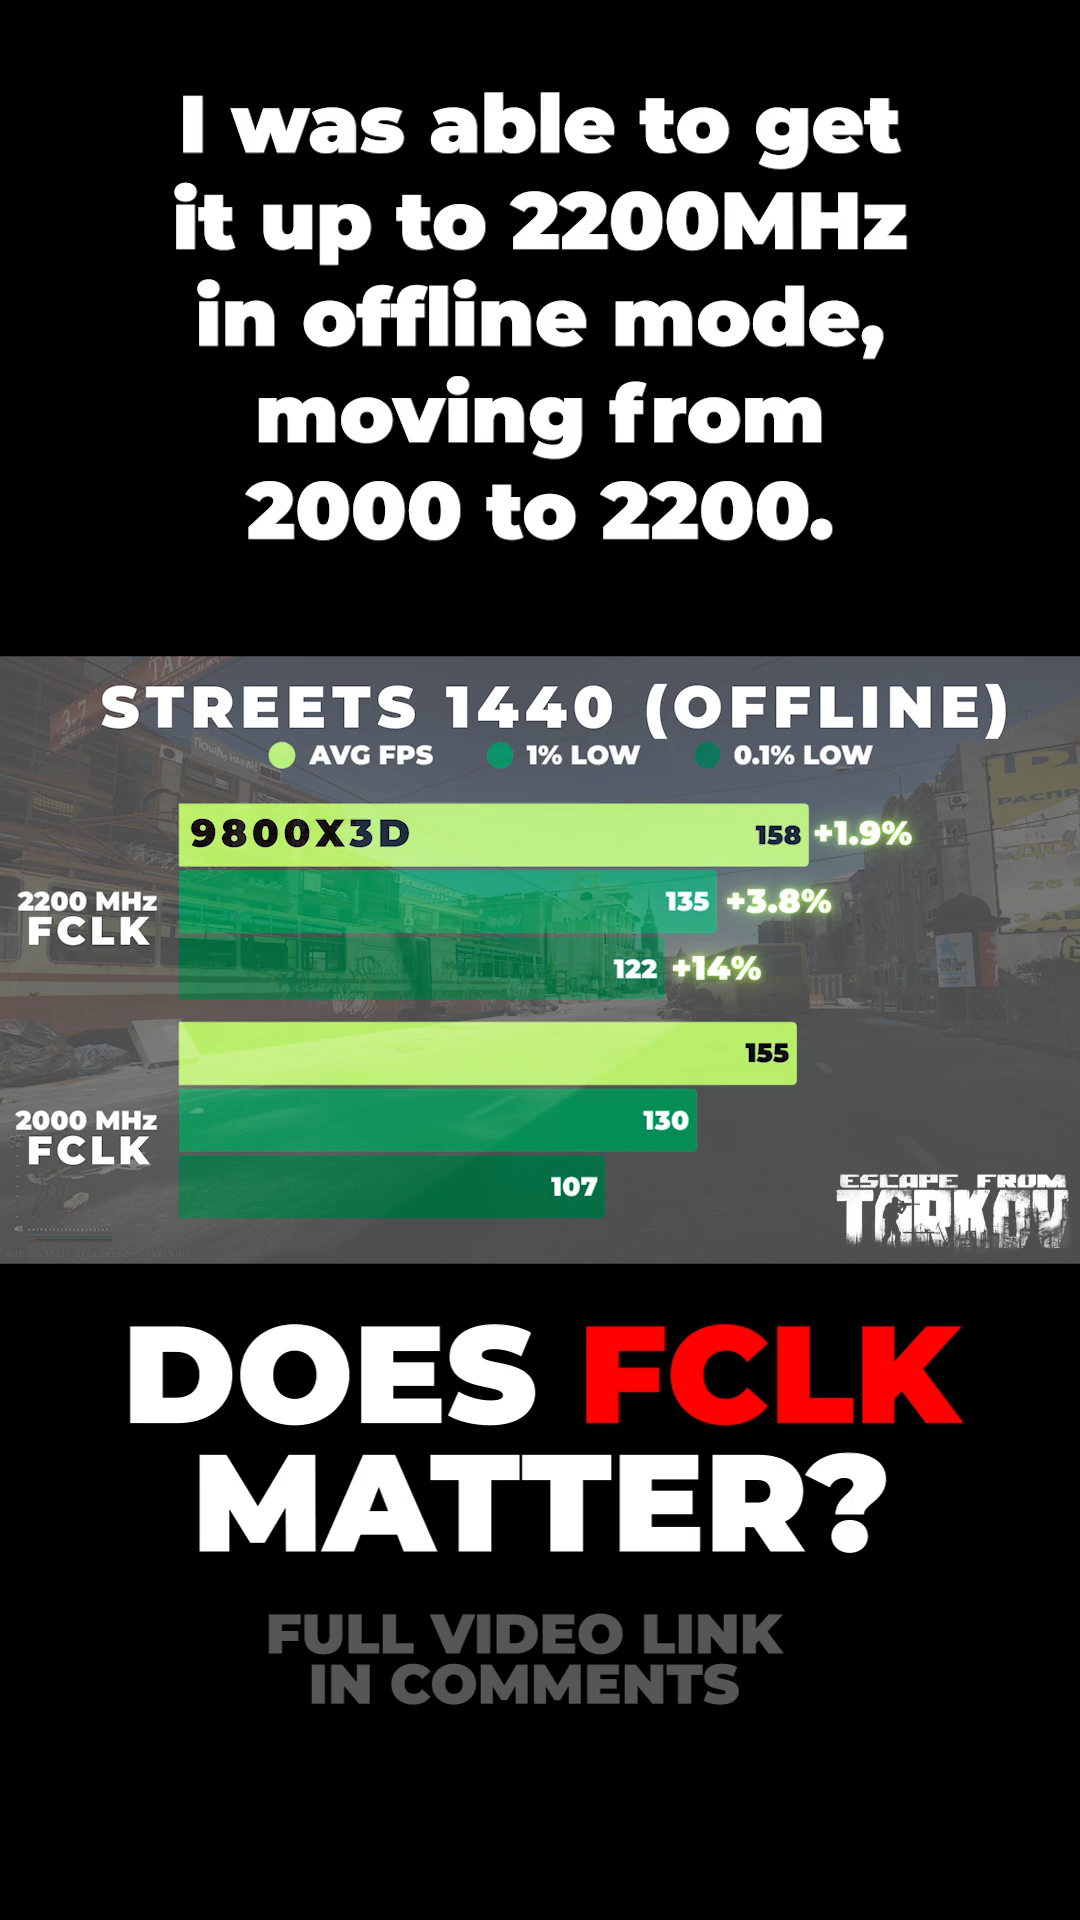 I was able to get
it up to 2200MHz
in offline mode,
moving from
2000 to 2200.
STREETS 1440 (OFFLINE)
AVG FPS 1% LOW 0.1% LOW
9800X3D 158 +1.9%
2200 MHz
FCLK
135 +3.8%
122 +14%
155
2000 MHz
FCLK
130
107
ESCAPE FROM
TARKOV
DOES FCLK
MATTER?
FULL VIDEO LINK
IN COMMENTS